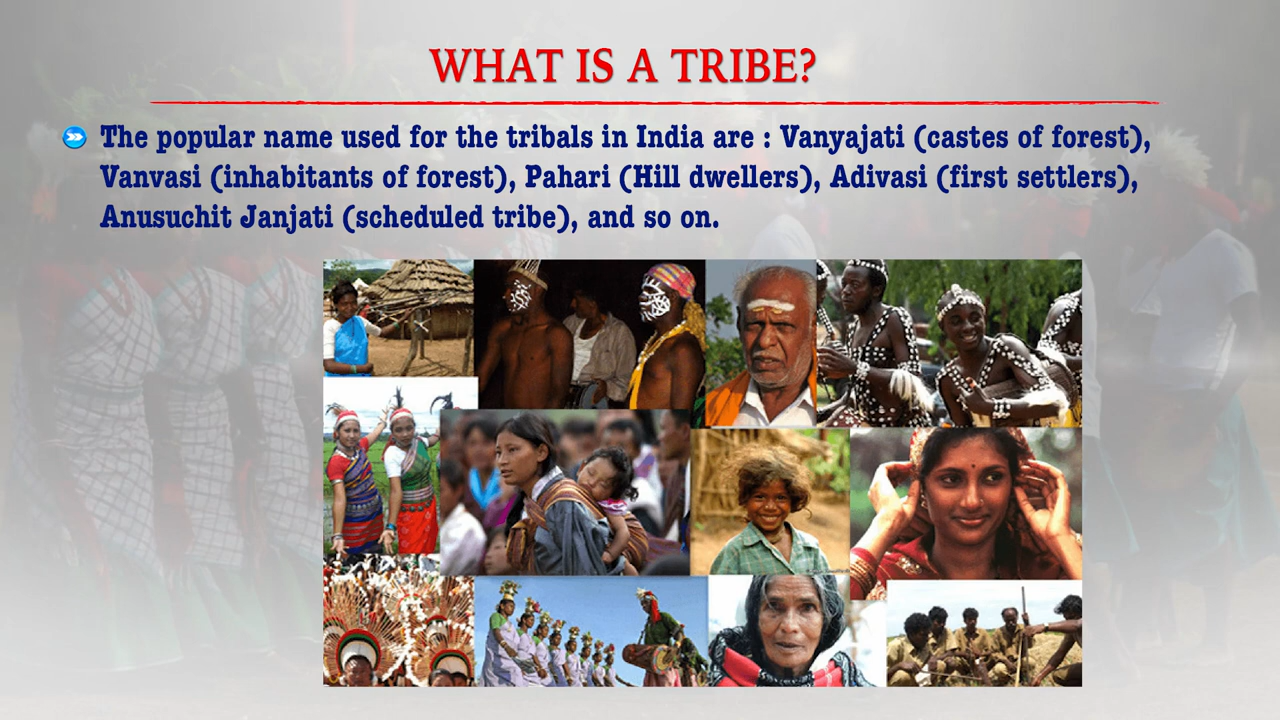 WHAT IS A TRIBE?
The popular name used for the tribals in India are : Vanyajati (castes of forest),
Vanvasi (inhabitants of forest), Pahari (Hill dwellers), Adivasi (first settlers),
Anusuchit Janjati (scheduled tribe), and so on.